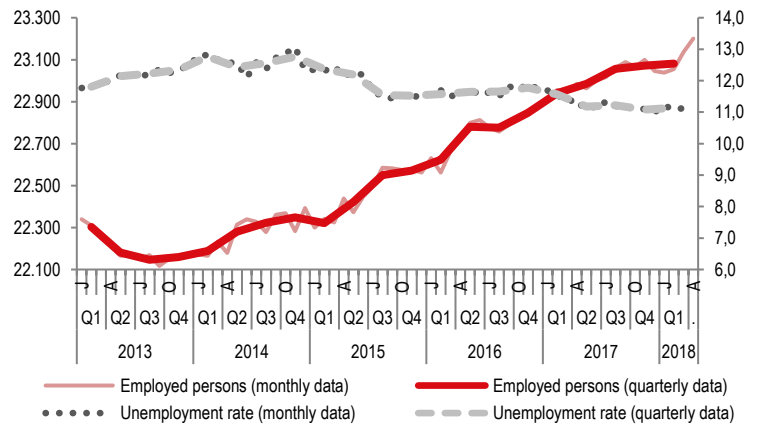 23.300 14,0
23.100 13,0
22.900 12,0
11,0
22.700 10,0
22.500 9,0
8,0
22.300 7,0
22.100 6,0
J A J O J A J O J A J O J A J O J A J O J A
Q1 Q2 Q3 Q4 Q1 Q2 Q3 Q4 Q1 Q2 Q3 Q4 Q1 Q2 Q3 Q4 Q1 Q2 Q3 Q4 Q1 .
2013 2014 2015 2016 2017 2018
Employed persons (monthly data) Employed persons (quarterly data)
Unemployment rate (monthly data) Unemployment rate (quarterly data)